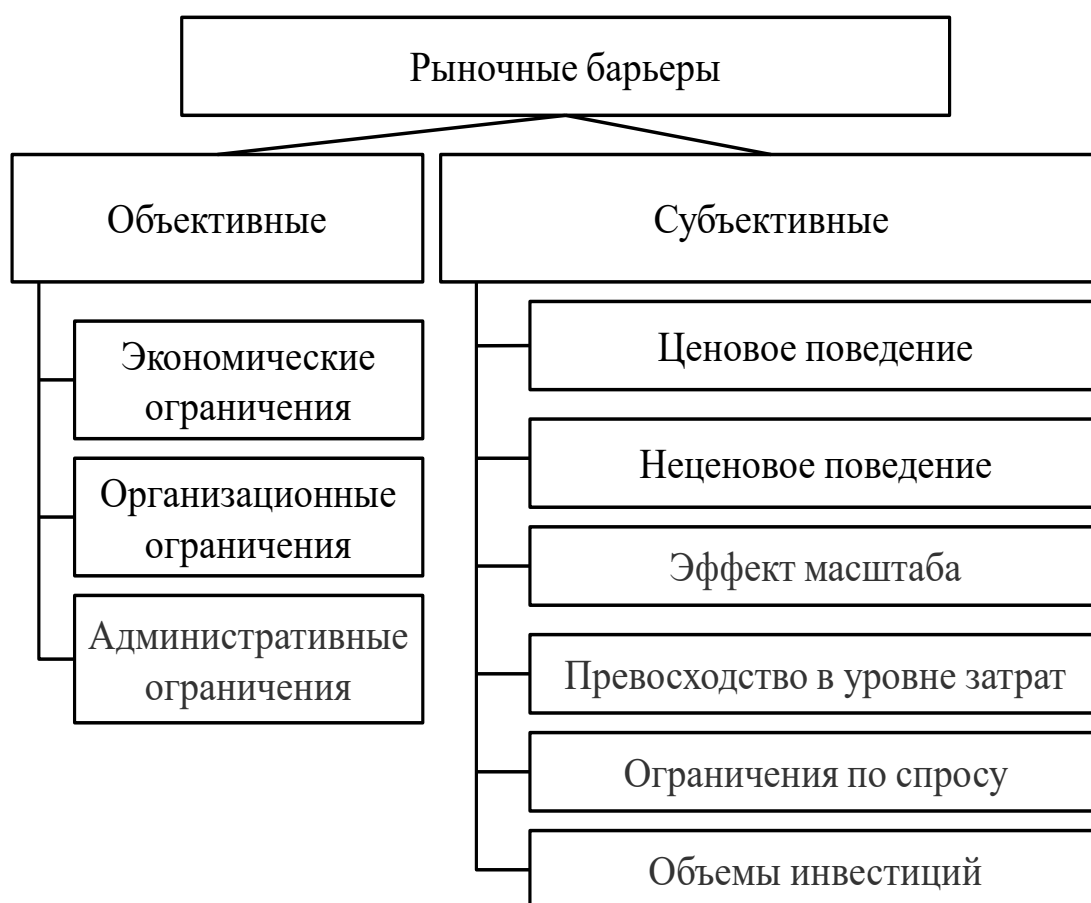 Рыночные барьеры
Объективные
Субъективные
Экономические
ограничения
Организационные
ограничения
Административные
ограничения
Ценовое поведение
Неценовое поведение
Эффект масштаба
Превосходство в уровне затрат
Ограничения по спросу
Объемы инвестиций